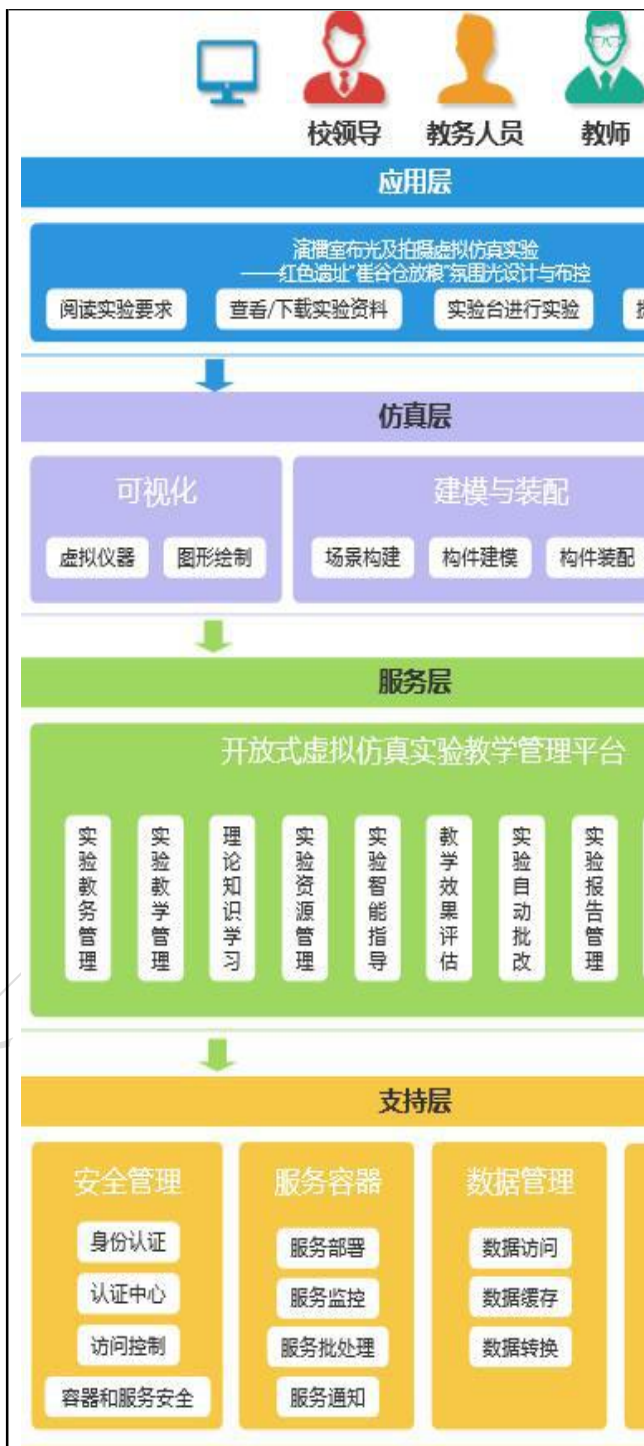 校领导 教务人员 教师
应用层
演播室布光及拍摄虚拟仿真实验
——红色遗址“崔谷仓放粮”氛围光设计与布控
阅读实验要求 查看/下载实验资料 实验台进行实验
仿真层
可视化 建模与装配
虚拟仪器 图形绘制 场景构建 构件建模 构件装配
服务层
开放式虚拟仿真实验教学管理平台
实验教务管理
实验教学管理
理论知识学习
实验资源管理
实验智能指导
教学效果评估
实验自动批改
实验报告管理
支持层
安全管理 服务容器 数据管理
身份认证 服务部署 数据访问
认证中心 服务监控 数据缓存
访问控制 服务批处理 数据转换
容器和服务安全 服务通知